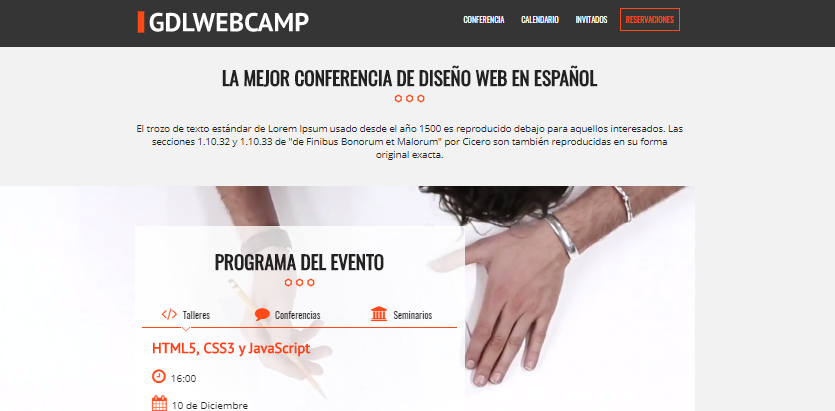 GDLWEBCAMP
CONFERENCIA CALENDARIO INVITADOS RESERVACIONES
LA MEJOR CONFERENCIA DE DISEÑO WEB EN ESPAÑOL
El trozo de texto estándar de Lorem Ipsum usado desde el año 1500 es reproducido debajo para aquellos interesados. Las
secciones 1.10.32 y 1.10.33 de "de Finibus Bonorum et Malorum" por Cicero son también reproducidas en su forma
original exacta.
PROGRAMA DEL EVENTO
Talleres Conferencias Seminarios
HTML5, CSS3 y JavaScript
16:00
10 de Diciembre